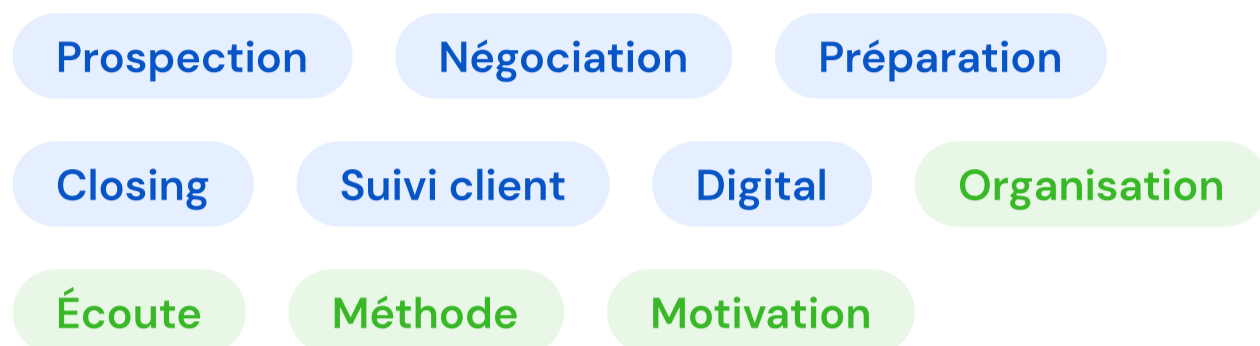 Prospection Négociation Préparation
Closing Suivi client Digital Organisation
Écoute Méthode Motivation